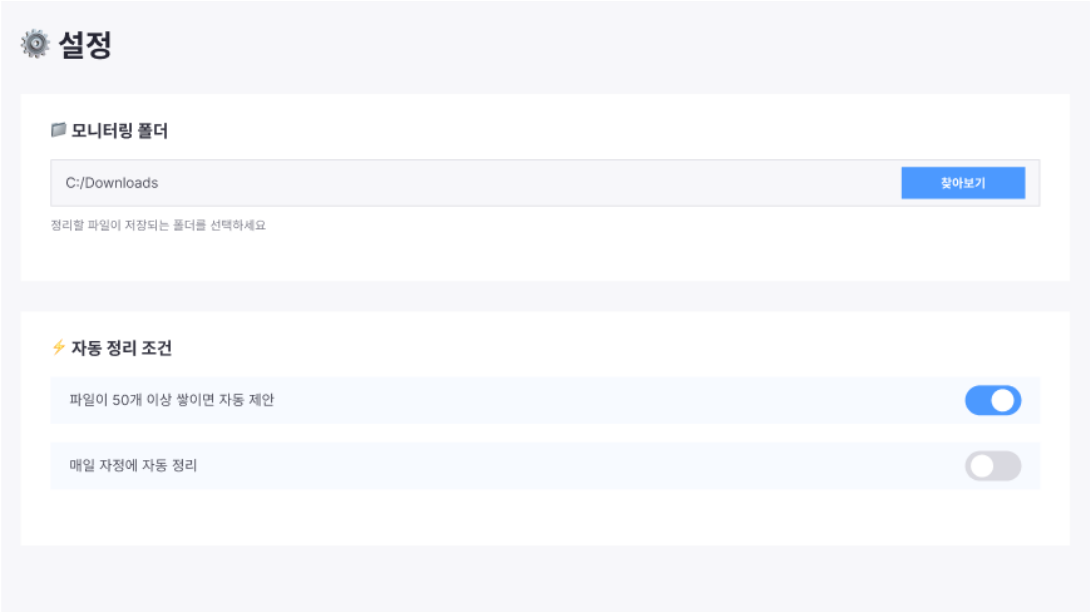 설정
모니터링 폴더
C:/Downloads
찾아보기
정리할 파일이 저장되는 폴더를 선택하세요
자동 정리 조건
파일이 50개 이상 쌓이면 자동 제안
매일 자정에 자동 정리